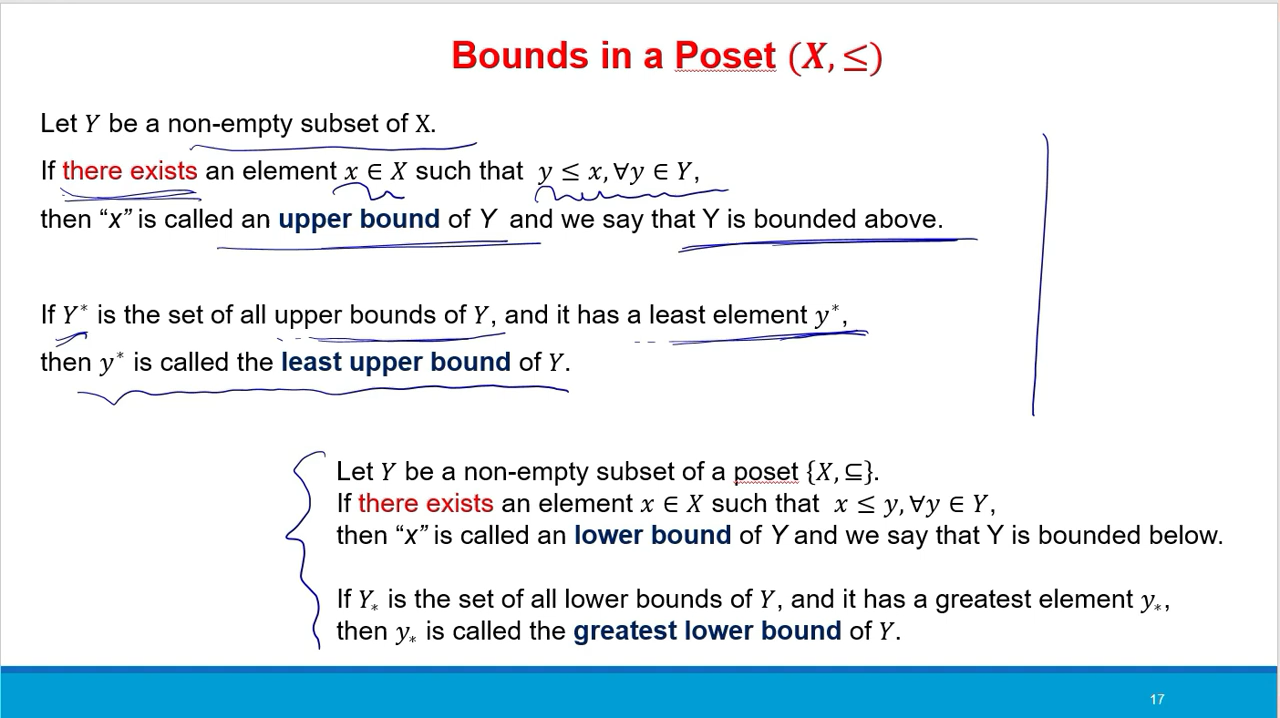 Bounds in a Poset (X, ≤)
Let Y be a non-empty subset of X.
If there exists an element x ∈ X such that y ≤ x, ∀y ∈ Y,
then “x” is called an upper bound of Y and we say that Y is bounded above.
If Y* is the set of all upper bounds of Y, and it has a least element y*,
then y* is called the least upper bound of Y.
Let Y be a non-empty subset of a poset {X, ⊆}.
If there exists an element x ∈ X such that x ≤ y, ∀y ∈ Y,
then “x” is called an lower bound of Y and we say that Y is bounded below.
If Y⁎ is the set of all lower bounds of Y, and it has a greatest element y⁎,
then y⁎ is called the greatest lower bound of Y.
17